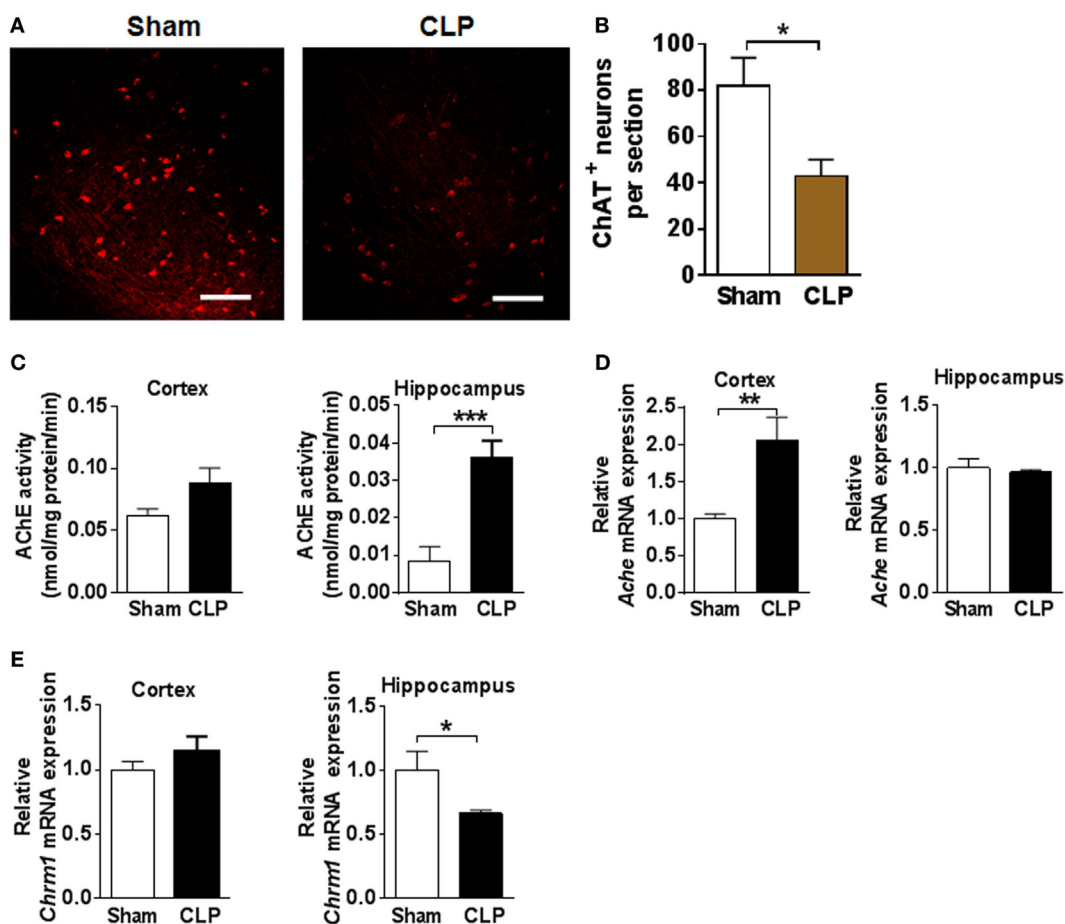 A
Sham
CLP
B
*
100
80
60
40
20
0
ChAT+ neurons
per section
Sham CLP
C
Cortex
0.15
0.10
0.05
0.00
AChE activity
(nmol/mg protein/min)
Sham CLP
Hippocampus
***
0.05
0.04
0.03
0.02
0.01
0.00
AChE activity
(nmol/mg protein/min)
Sham CLP
D
Cortex
**
2.5
2.0
1.5
1.0
0.5
0.0
Relative
Ache mRNA expression
Sham CLP
Hippocampus
1.5
1.0
0.5
0.0
Relative
Ache mRNA expression
Sham CLP
E
Cortex
1.5
1.0
0.5
0.0
Relative
Chrm1 mRNA expression
Sham CLP
Hippocampus
*
1.5
1.0
0.5
0.0
Relative
Chrm1 mRNA expression
Sham CLP